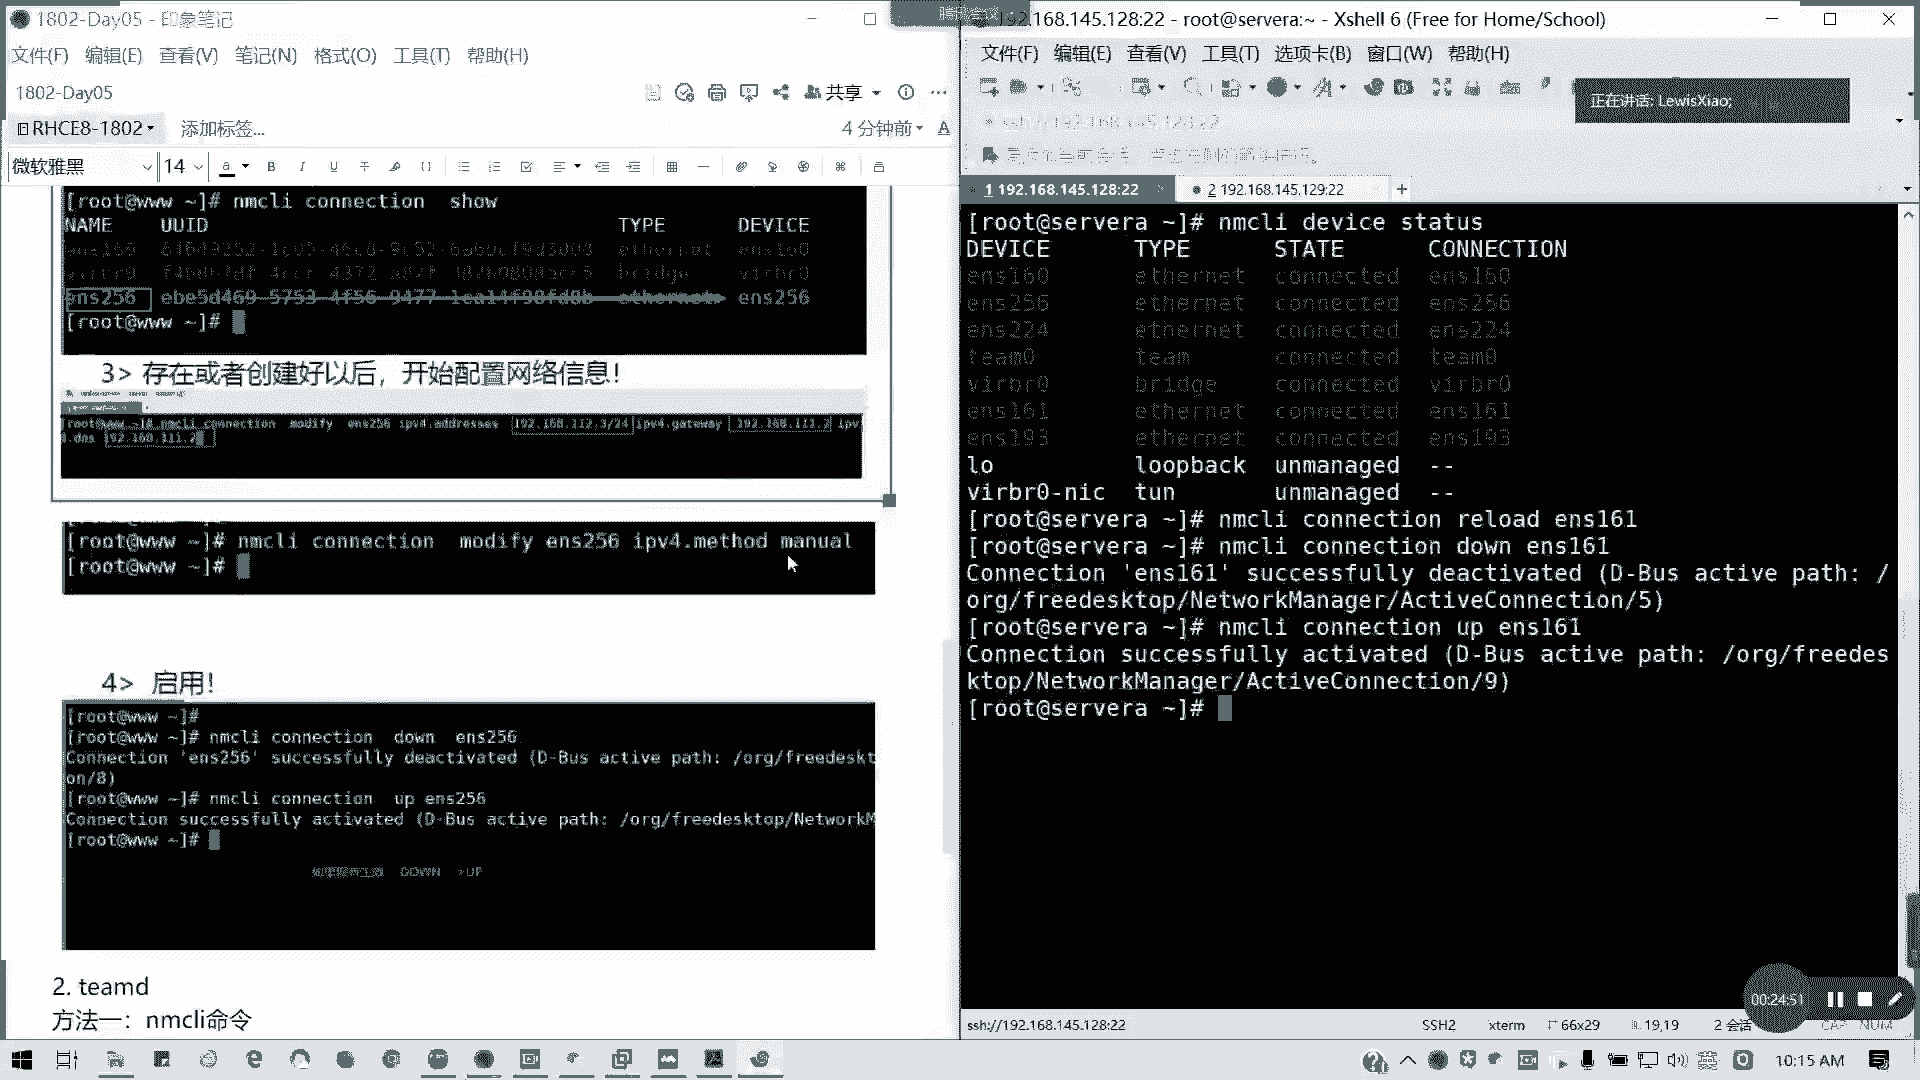 1802-Day05 - 印象笔记
文件(F) 编辑(E) 查看(V) 笔记(N) 格式(O) 工具(T) 帮助(H)
1802-Day05
共享
RHCE8-1802
添加标签...
4 分钟前
微软雅黑 14
[root@www ~]# nmcli connection  show
NAME UUID TYPE DEVICE
ens160 ethernet ens160
virbr0 bridge virbr0
ens256 ebe5d469-5753-4f56-9477-1ea14f98fd0b ethernet ens256
[root@www ~]#
3> 存在或者创建好以后，开始配置网络信息！
[root@www ~]# nmcli connection  modify  ens256 ipv4.addresses  192.168.112.3/24 ipv4.gateway
[root@www ~]# nmcli connection  modify ens256 ipv4.method manual
[root@www ~]#
4> 启用！
[root@www ~]#
[root@www ~]# nmcli connection  down  ens256
Connection 'ens256' successfully deactivated (D-Bus active path: /org/freedeskt
on/8)
[root@www ~]# nmcli connection  up ens256
Connection successfully activated (D-Bus active path: /org/freedesktop/NetworkM
[root@www ~]#
DOWN >UP
2. teamd
方法一：nmcli命令
腾讯会议
192.168.145.128:22 - root@servera:~ - Xshell 6 (Free for Home/School)
文件(F) 编辑(E) 查看(V) 工具(T) 选项卡(B) 窗口(W) 帮助(H)
正在讲话: LewisXiao;
1 192.168.145.128:22
2 192.168.145.129:22
[root@servera ~]# nmcli device status
DEVICE TYPE STATE CONNECTION
ens160 ethernet connected ens160
ens256 ethernet connected ens256
ens224 ethernet connected ens224
team0 team connected team0
virbr0 bridge connected virbr0
ens161 ethernet connected ens161
ens193 ethernet connected ens193
lo loopback unmanaged --
virbr0-nic tun unmanaged --
[root@servera ~]# nmcli connection reload ens161
[root@servera ~]# nmcli connection down ens161
Connection 'ens161' successfully deactivated (D-Bus active path: /
org/freedesktop/NetworkManager/ActiveConnection/5)
[root@servera ~]# nmcli connection up ens161
Connection successfully activated (D-Bus active path: /org/freedes
ktop/NetworkManager/ActiveConnection/9)
[root@servera ~]#
00:24:51
ssh://192.168.145.128:22 SSH2 xterm 66x29 19,19 2 会话 CAP NUM
10:15 AM